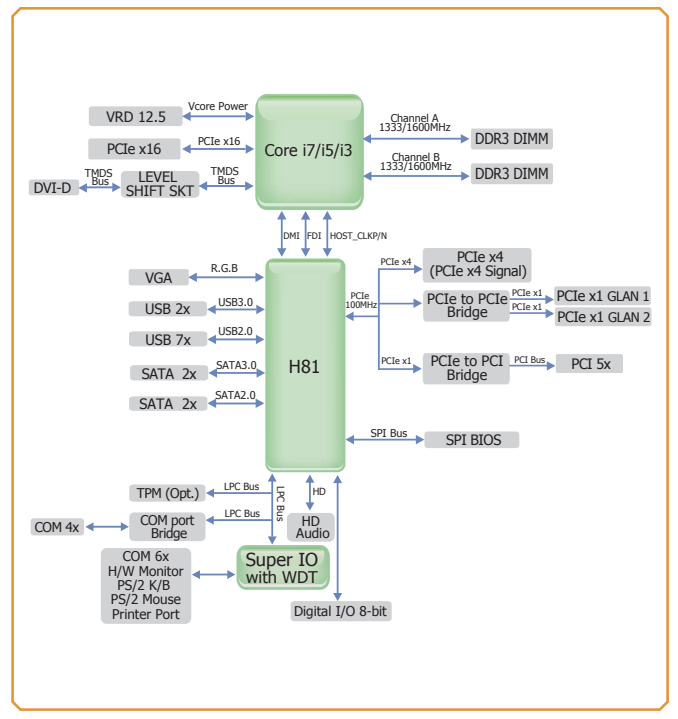 Vcore Power
VRD 12.5
PCIe x16
PCIe x16
TMDS
Bus
DVI-D
LEVEL
SHIFT SKT
TMDS
Bus
Core i7/i5/i3
Channel A
1333/1600MHz
DDR3 DIMM
Channel B
1333/1600MHz
DDR3 DIMM
DMI
FDI
HOST_CLKP/N
VGA
R.G.B
USB 2x
USB3.0
USB 7x
USB2.0
SATA 2x
SATA3.0
SATA 2x
SATA2.0
H81
PCIe
100MHz
PCIe x4
PCIe x4
(PCIe x4 Signal)
PCIe to PCIe
Bridge
PCIe x1
PCIe x1 GLAN 1
PCIe x1
PCIe x1 GLAN 2
PCIe x1
PCIe to PCI
Bridge
PCI Bus
PCI 5x
SPI Bus
SPI BIOS
TPM (Opt.)
LPC Bus
LPC Bus
HD
COM 4x
COM port
Bridge
LPC Bus
HD
Audio
COM 6x
H/W Monitor
PS/2 K/B
PS/2 Mouse
Printer Port
Super IO
with WDT
Digital I/O 8-bit